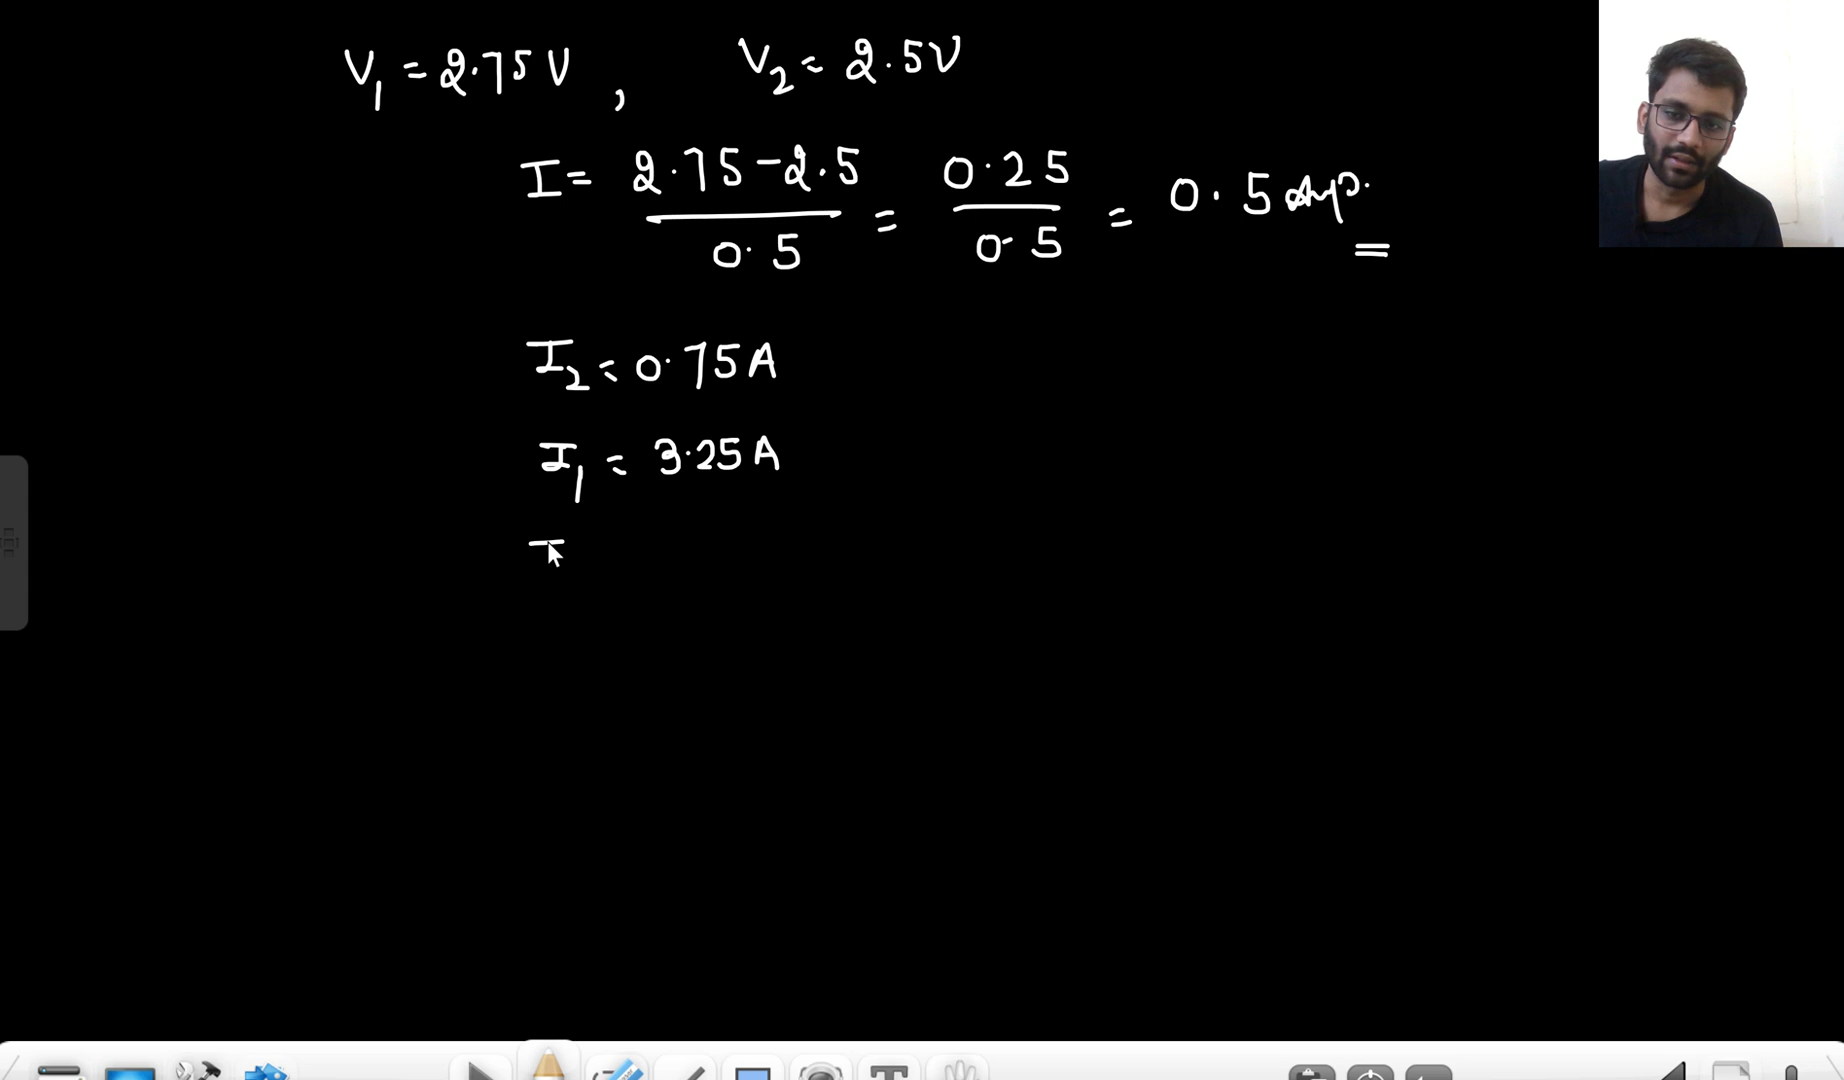 V₁ = 2.75 V , V₂ = 2.5V
I = 2.75 - 2.5 / 0.5 = 0.25 / 0.5 = 0.5 Amp.
I₂ = 0.75 A
I₁ = 3.25 A